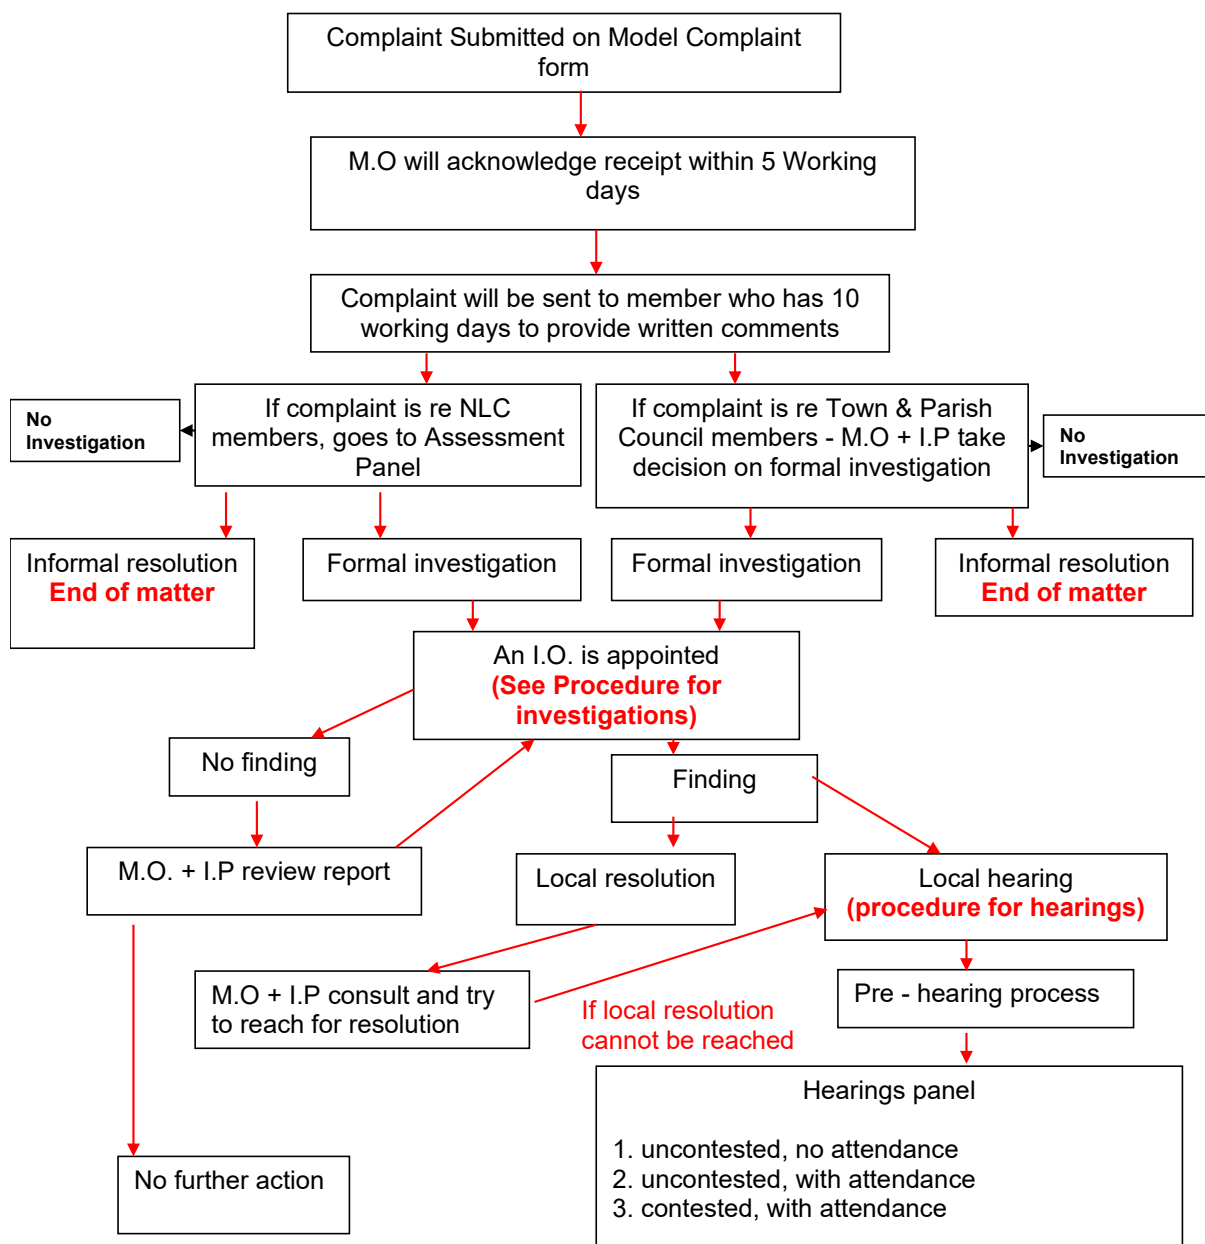 Complaint Submitted on Model Complaint
form
M.O will acknowledge receipt within 5 Working
days
Complaint will be sent to member who has 10
working days to provide written comments
No
Investigation
If complaint is re NLC
members, goes to Assessment
Panel
If complaint is re Town & Parish
Council members - M.O + I.P take
decision on formal investigation
No
Investigation
Informal resolution
End of matter
Formal investigation
Formal investigation
Informal resolution
End of matter
An I.O. is appointed
(See Procedure for
investigations)
No finding
Finding
M.O. + I.P review report
Local resolution
Local hearing
(procedure for hearings)
M.O + I.P consult and try
to reach for resolution
If local resolution
cannot be reached
Pre - hearing process
Hearings panel
1. uncontested, no attendance
2. uncontested, with attendance
3. contested, with attendance
No further action